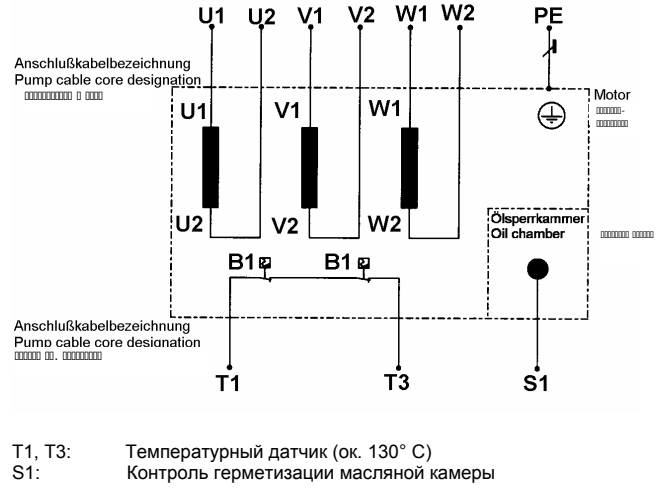 U1 U2 V1 V2 W1 W2 PE
Anschlußkabelbezeichnung
Pump cable core designation
Motor
U1 V1 W1
U2 V2 W2
Ölsperrkammer
Oil chamber
B1 B1
Anschlußkabelbezeichnung
Pump cable core designation
T1 T3 S1
T1, T3: Температурный датчик (ок. 130° C)
S1: Контроль герметизации масляной камеры